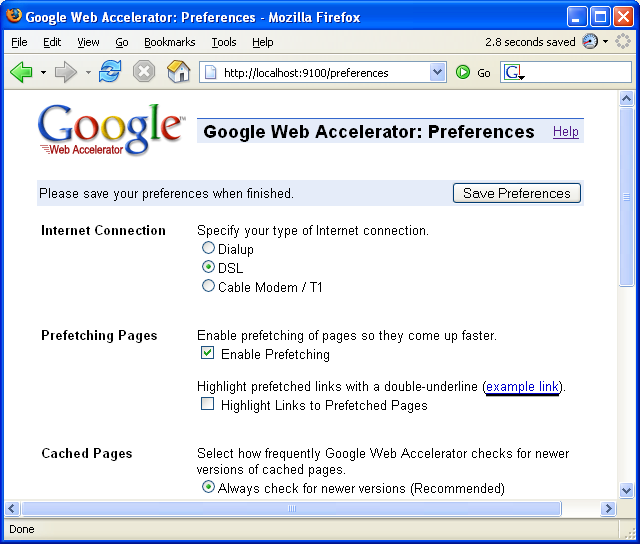 Google Web Accelerator: Preferences - Mozilla Firefox
File Edit View Go Bookmarks Tools Help 2.8 seconds saved
http://localhost:9100/preferences Go G
Google™
Web Accelerator
Google Web Accelerator: Preferences Help
Please save your preferences when finished. Save Preferences
Internet Connection Specify your type of Internet connection.
Dialup
DSL
Cable Modem / T1
Prefetching Pages Enable prefetching of pages so they come up faster.
Enable Prefetching
Highlight prefetched links with a double-underline (example link).
Highlight Links to Prefetched Pages
Cached Pages Select how frequently Google Web Accelerator checks for newer
versions of cached pages.
Always check for newer versions (Recommended)
Done